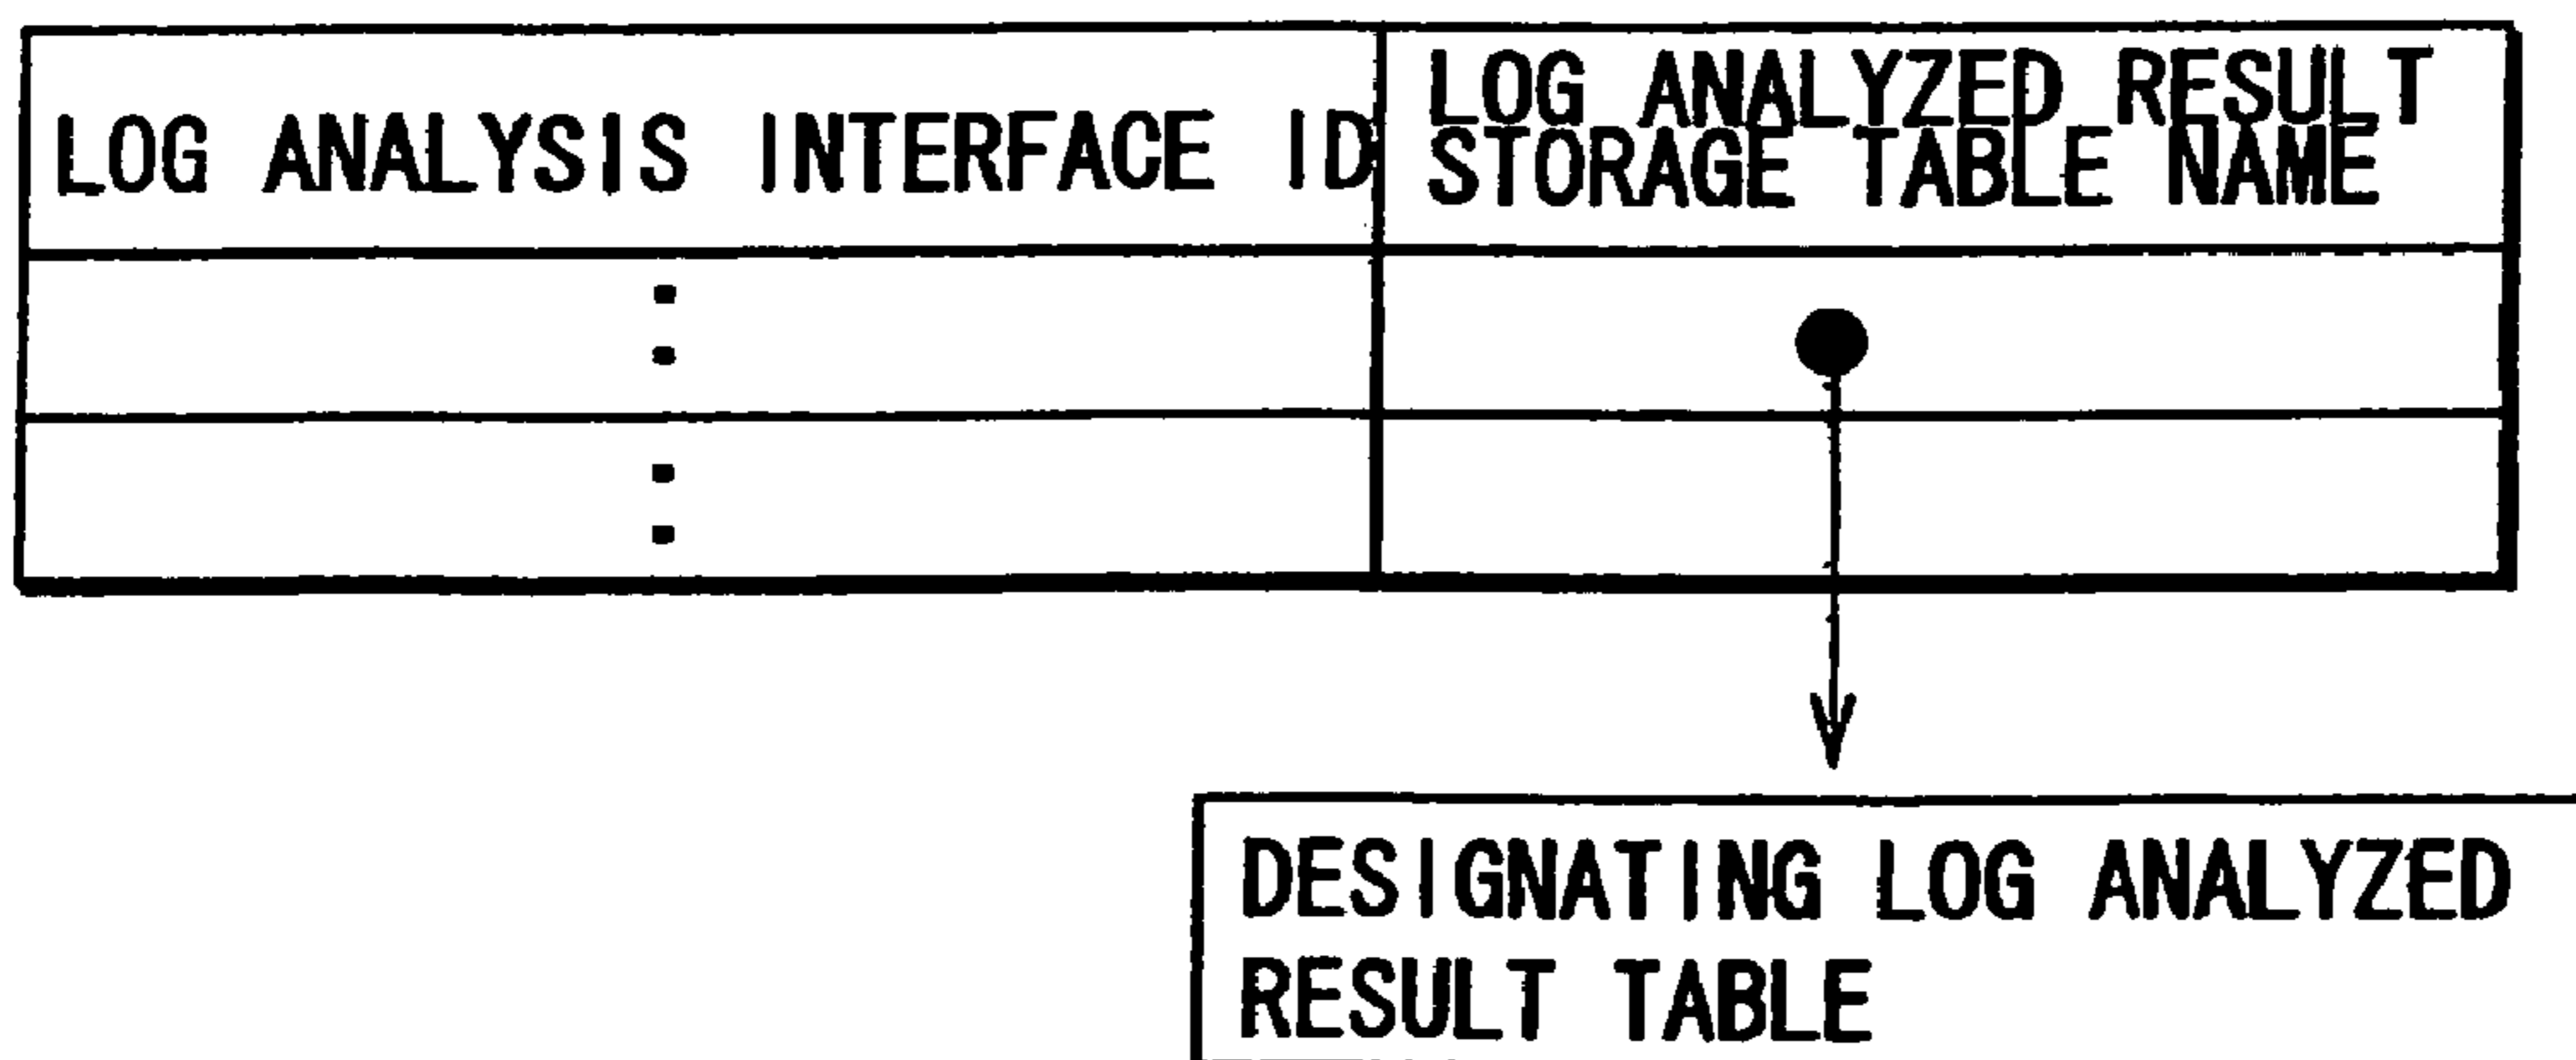 LOG ANALYSIS INTERFACE ID
LOG ANALYZED RESULT
STORAGE TABLE NAME
DESIGNATING LOG ANALYZED
RESULT TABLE